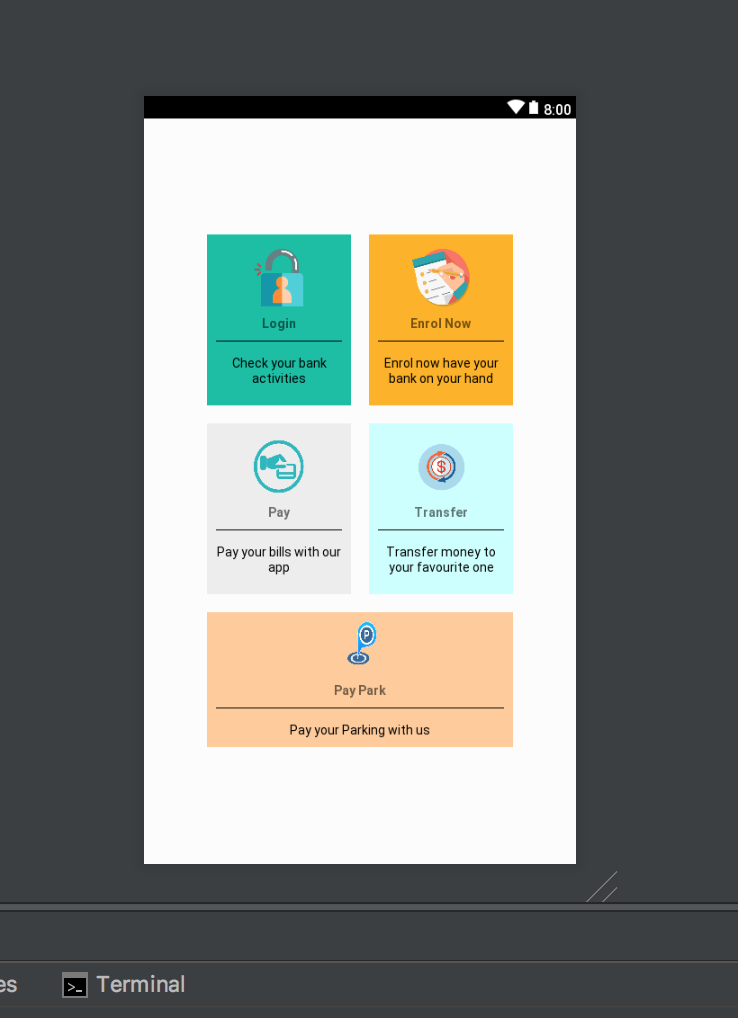 8:00
Login
Check your bank
activities
Enrol Now
Enrol now have your
bank on your hand
Pay
Pay your bills with our
app
$
Transfer
Transfer money to
your favourite one
P
Pay Park
Pay your Parking with us
es
>_ Terminal